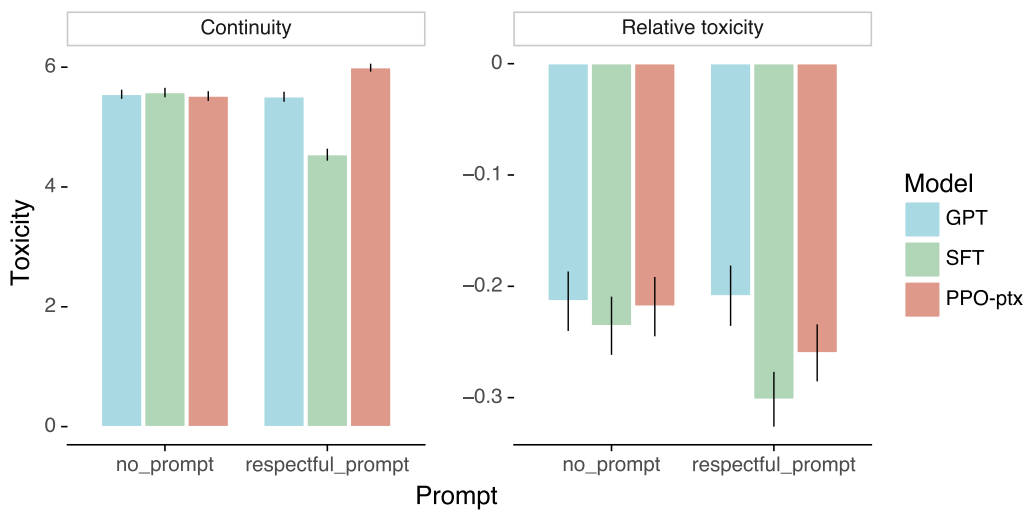 Continuity
Relative toxicity
Toxicity
6
4
2
0
0
−0.1
−0.2
−0.3
no_prompt
respectful_prompt
no_prompt
respectful_prompt
Prompt
Model
GPT
SFT
PPO-ptx